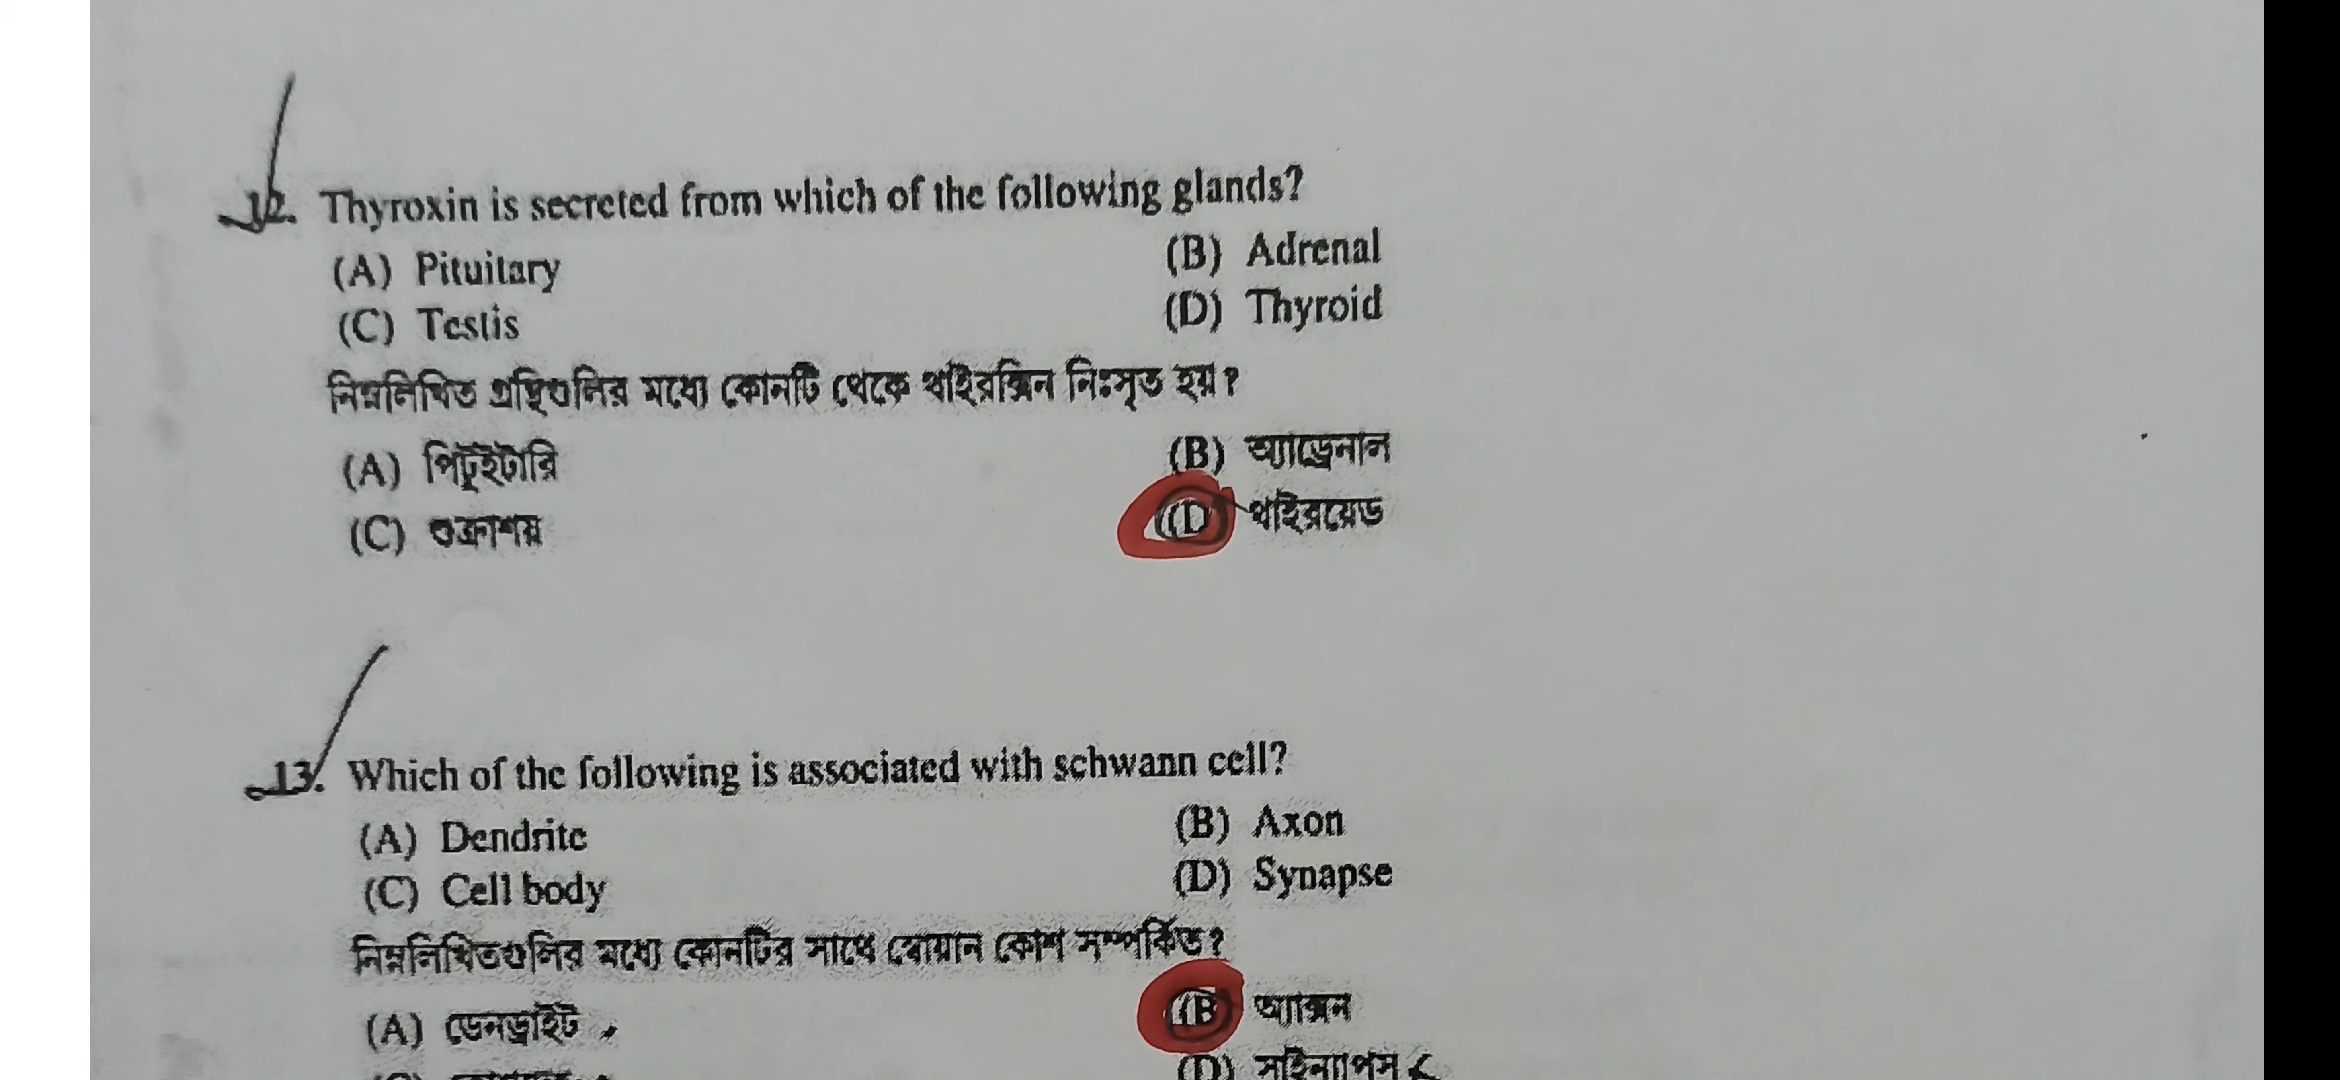 12. Thyroxin is secreted from which of the following glands?
(A) Pituitary (B) Adrenal
(C) Testis (D) Thyroid
নিম্নলিখিত গ্রন্থিগুলির মধ্যে কোনটি থেকে থাইরক্সিন নিঃসৃত হয়?
(A) পিটুইটারি (B) অ্যাড্রেনাল
(C) শুক্রাশয় (D) থাইরয়েড
13. Which of the following is associated with schwann cell?
(A) Dendrite (B) Axon
(C) Cell body (D) Synapse
নিম্নলিখিতগুলির মধ্যে কোনটির সাথে সোয়ান কোশ সম্পর্কিত?
(A) ডেনড্রাইট (B) অ্যাক্সন
(D) সাইন্যাপস